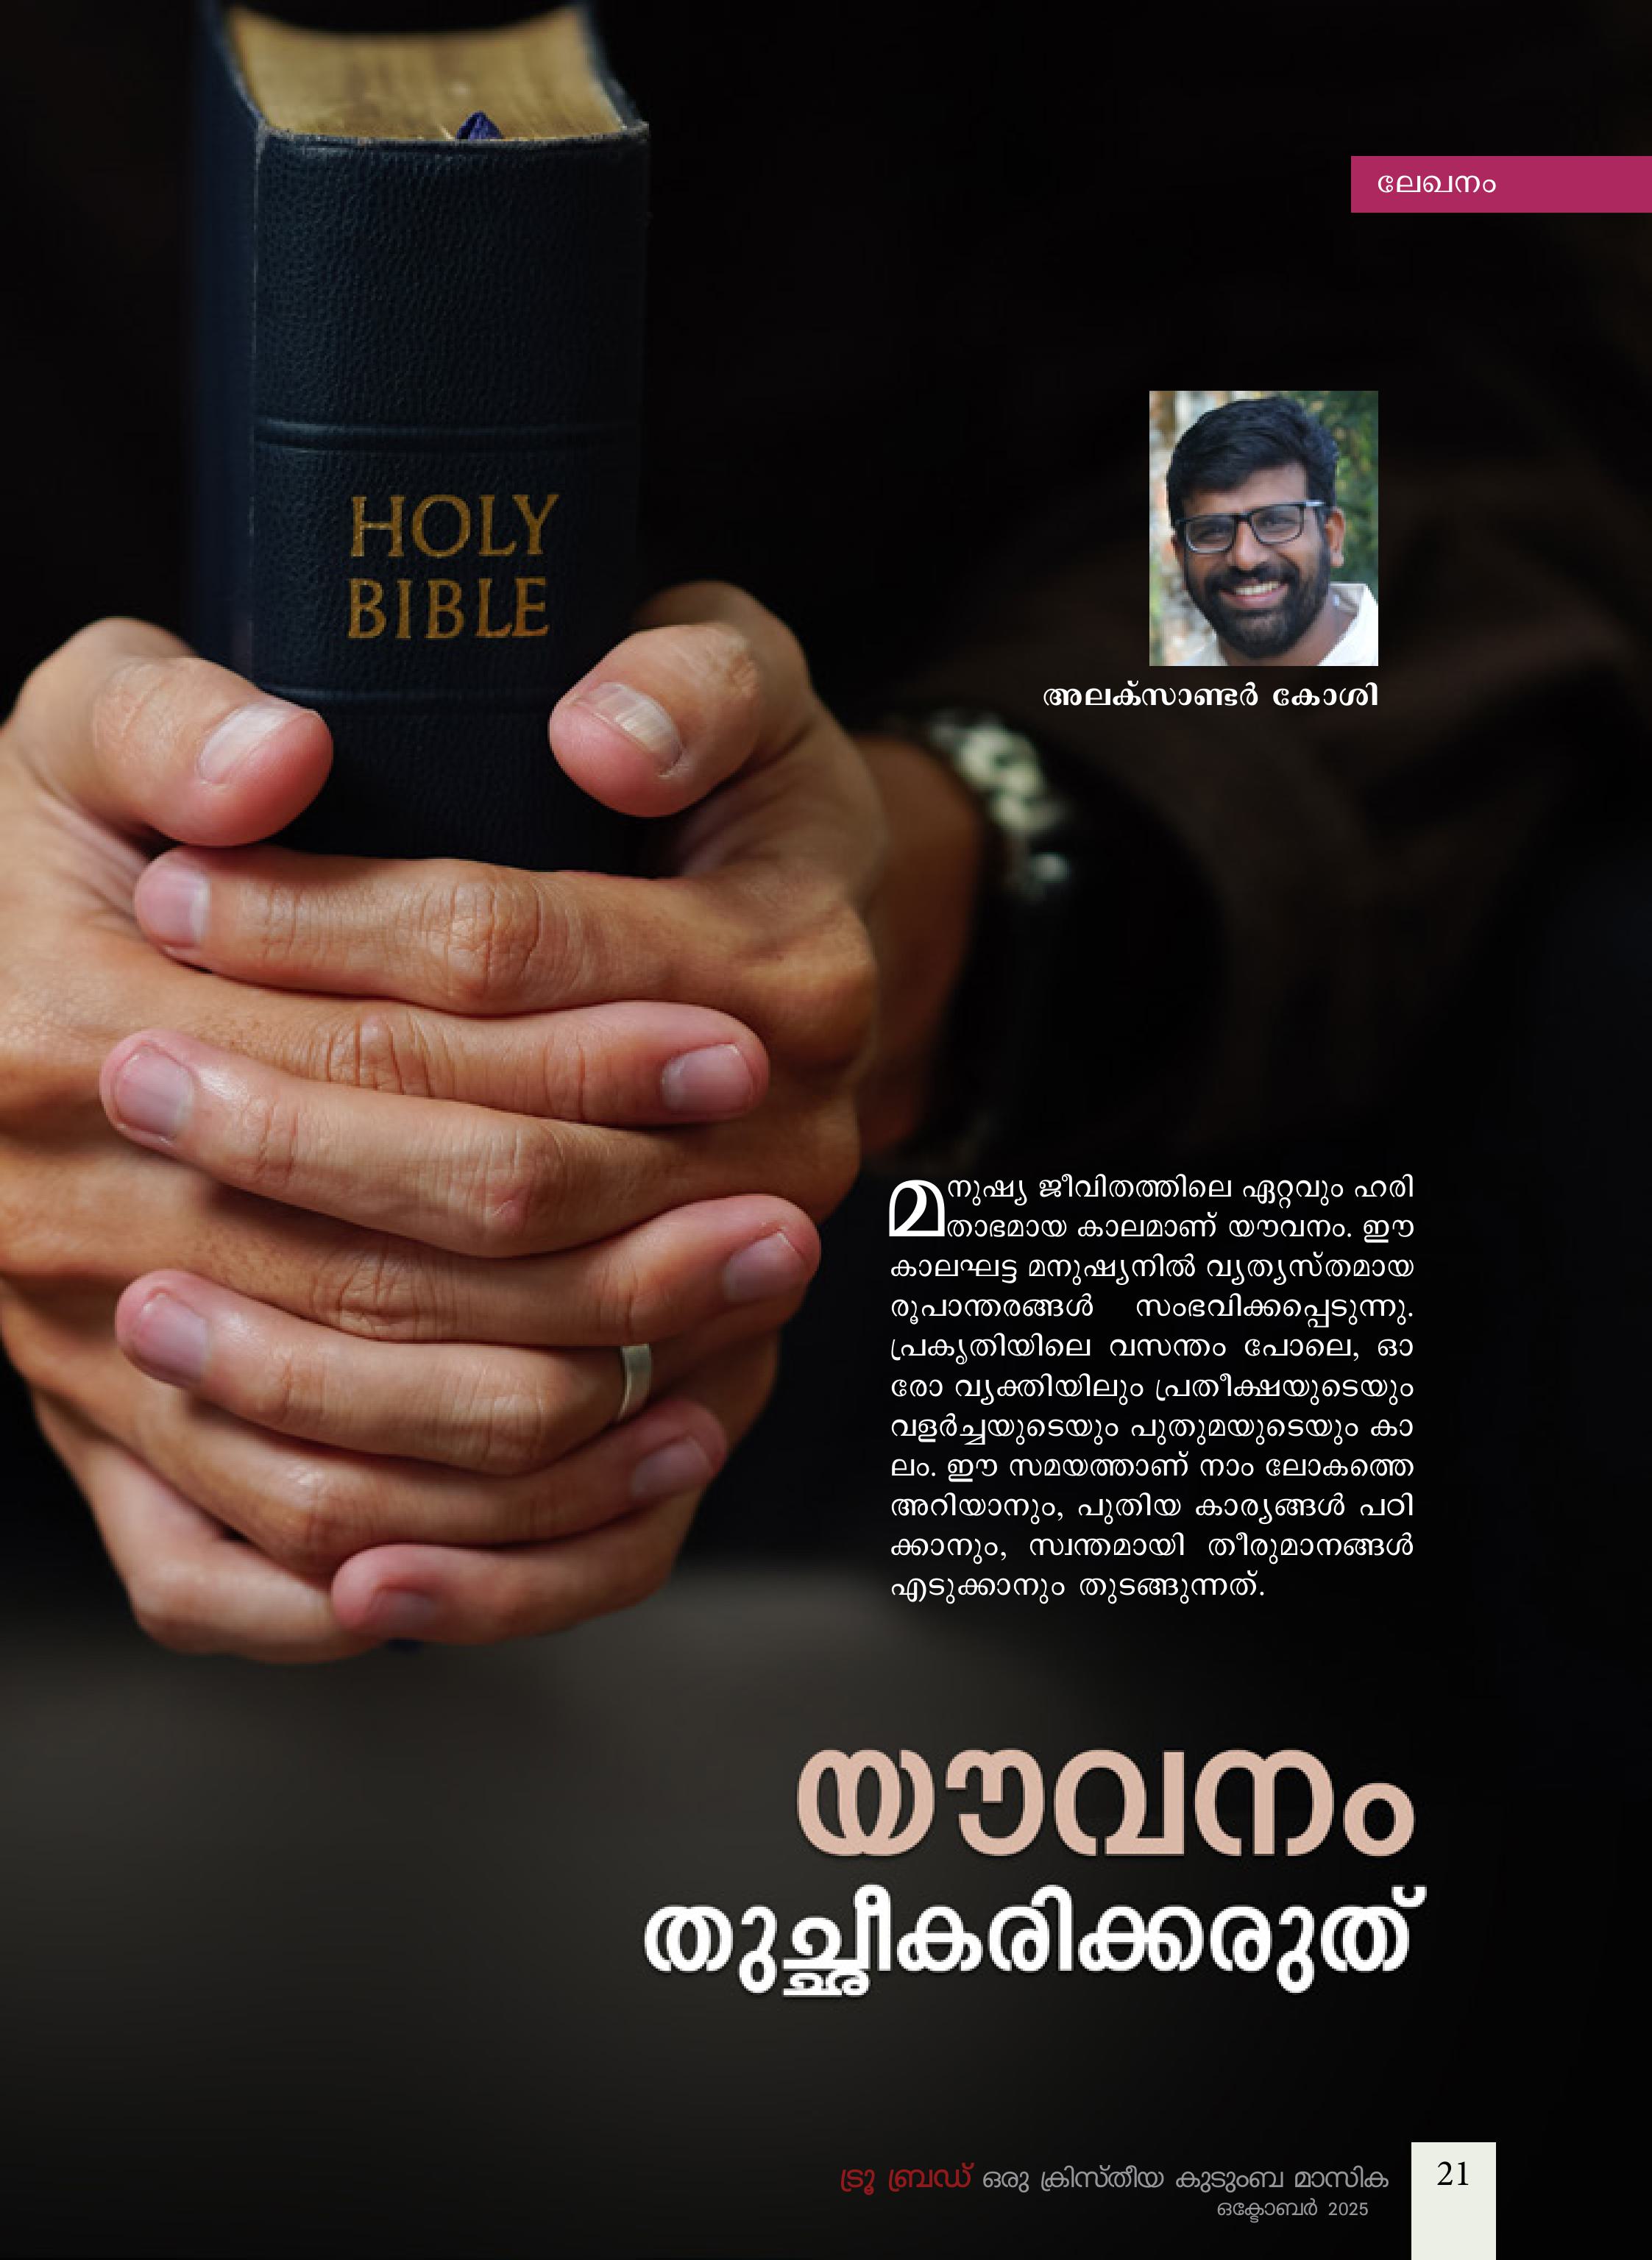 ലേഖനം
HOLY
BIBLE
അലക്സാണ്ടർ കോശി
മനുഷ്യ ജീവിതത്തിലെ ഏറ്റവും ഹരി
താഭമായ കാലമാണ് യൗവനം. ഈ
കാലഘട്ട മനുഷ്യനിൽ വ്യത്യസ്തമായ
രൂപാന്തരങ്ങൾ സംഭവിക്കപ്പെടുന്നു.
പ്രകൃതിയിലെ വസന്തം പോലെ, ഓ
രോ വ്യക്തിയിലും പ്രതീക്ഷയുടെയും
വളർച്ചയുടെയും പുതുമയുടെയും കാ
ലം. ഈ സമയത്താണ് നാം ലോകത്തെ
അറിയാനും, പുതിയ കാര്യങ്ങൾ പഠി
ക്കാനും, സ്വന്തമായി തീരുമാനങ്ങൾ
എടുക്കാനും തുടങ്ങുന്നത്.
യൗവനം
തുച്ഛീകരിക്കരുത്
ട്രൂ ബ്രഡ് ഒരു ക്രിസ്തീയ കുടുംബ മാസിക
ഒക്ടോബർ 2025
21